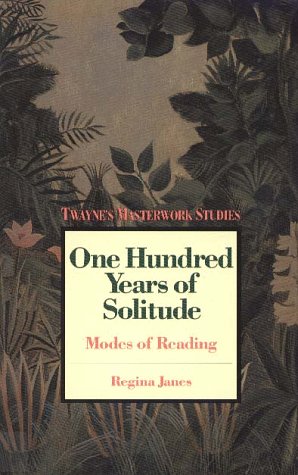 TWAYNE'S MASTERWORK STUDIES
One Hundred
Years of
Solitude
Modes of Reading
Regina Janes